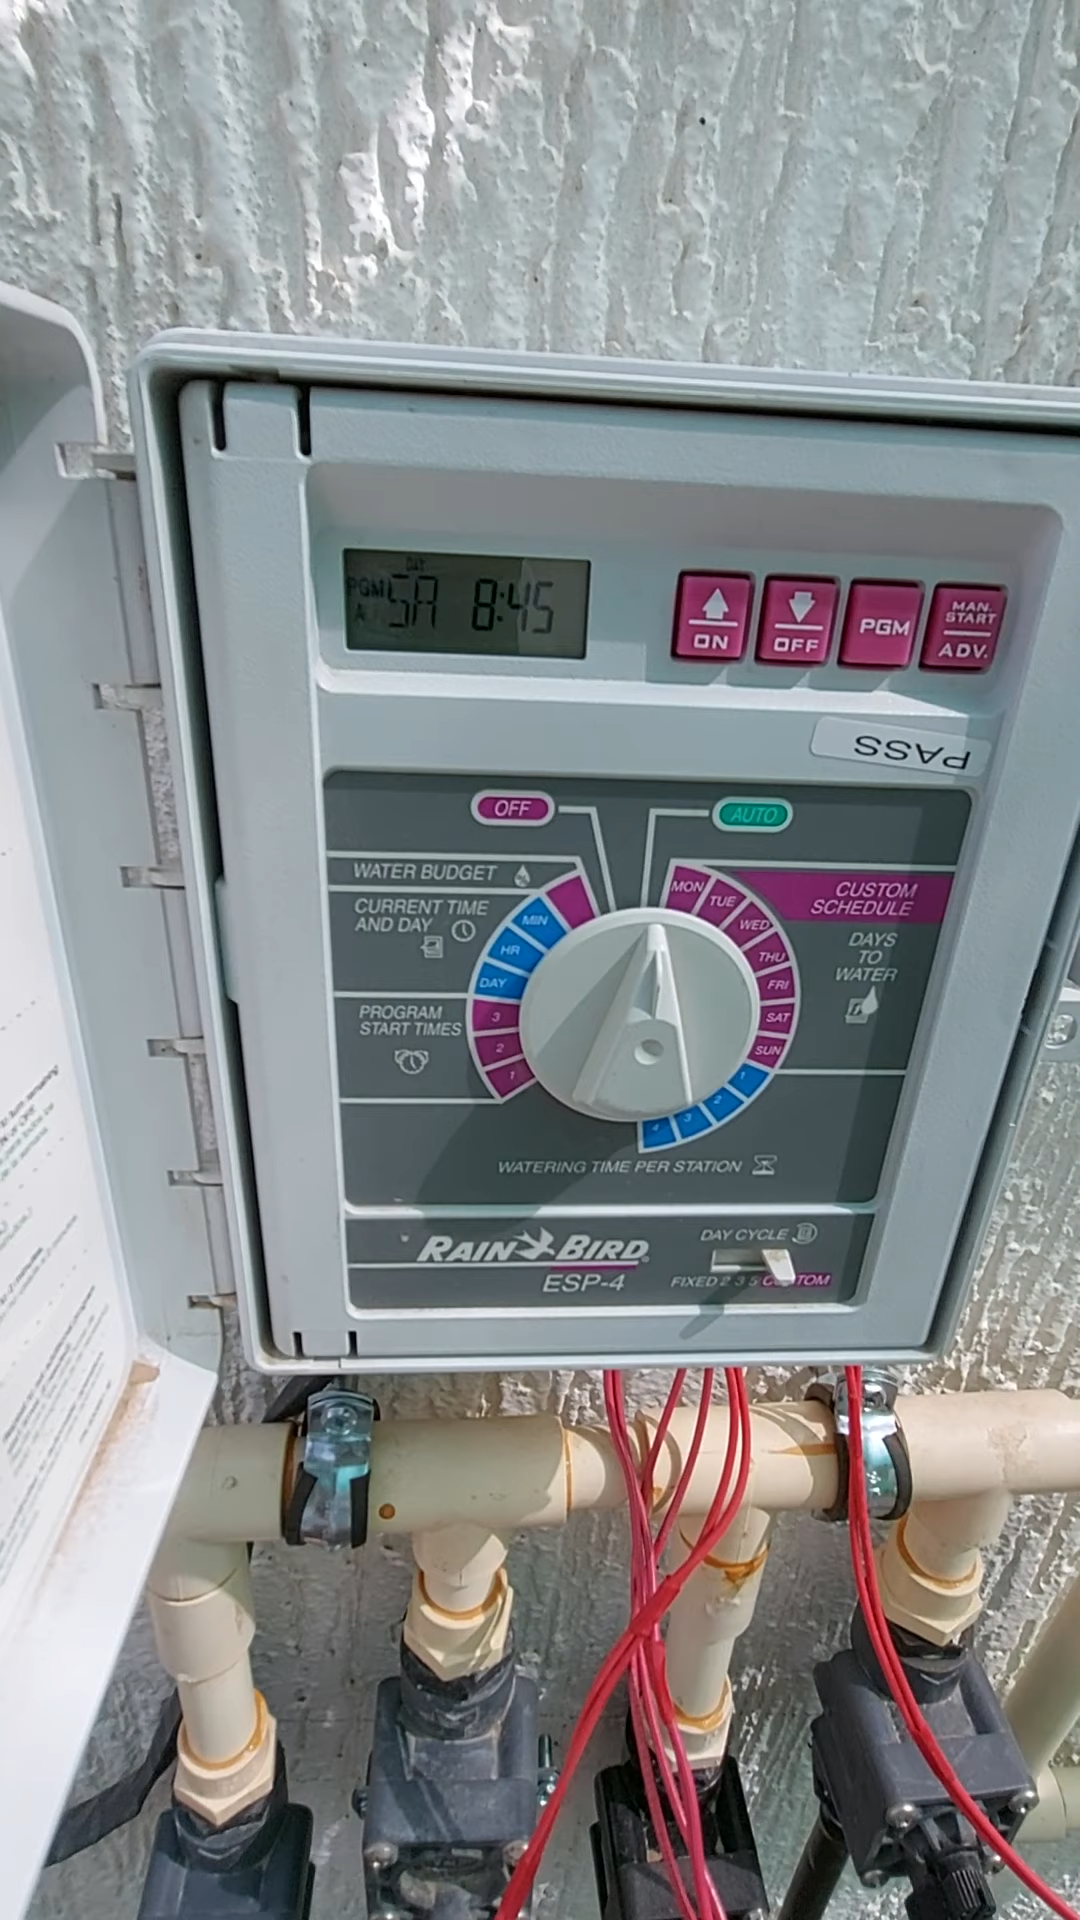 DAY
PGM SA 8:45
A
ON
OFF
PGM
MAN.
START
ADV.
PASS
OFF
AUTO
WATER BUDGET
CURRENT TIME
AND DAY
MIN
HR
DAY
PROGRAM
START TIMES
3
2
1
MON
TUE
WED
THU
FRI
SAT
SUN
1
2
3
4
CUSTOM
SCHEDULE
DAYS
TO
WATER
WATERING TIME PER STATION
RAIN BIRD
ESP-4
DAY CYCLE
FIXED 2 3 5 CUSTOM